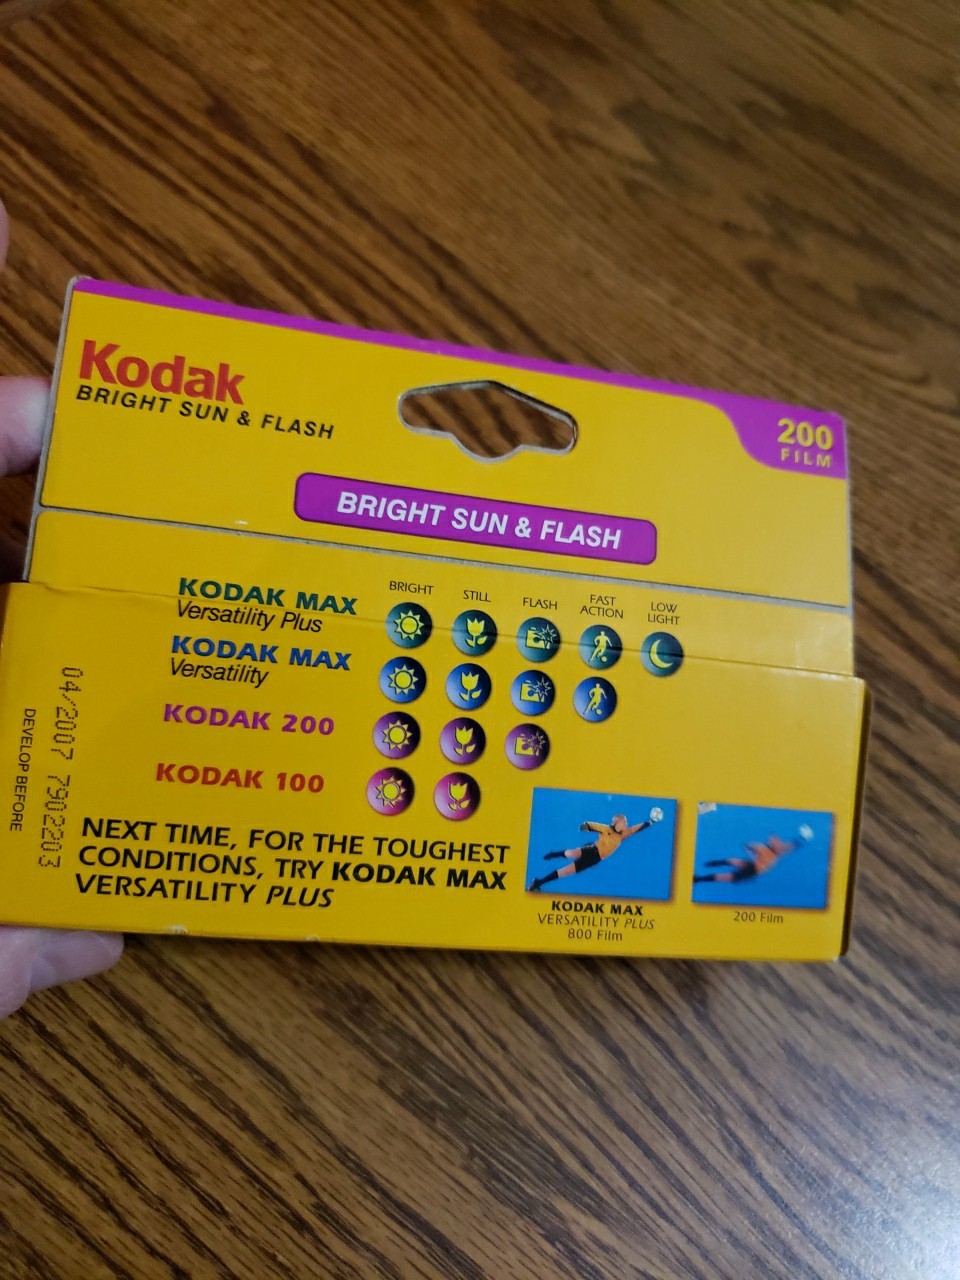 Kodak
BRIGHT SUN & FLASH
200
FILM
BRIGHT SUN & FLASH
BRIGHT
STILL
FLASH
FAST
ACTION
LOW
LIGHT
KODAK MAX
Versatility Plus
KODAK MAX
Versatility
KODAK 200
KODAK 100
DEVELOP BEFORE
04/2007 7902203
NEXT TIME, FOR THE TOUGHEST
CONDITIONS, TRY KODAK MAX
VERSATILITY PLUS
KODAK MAX
VERSATILITY PLUS
800 Film
200 Film